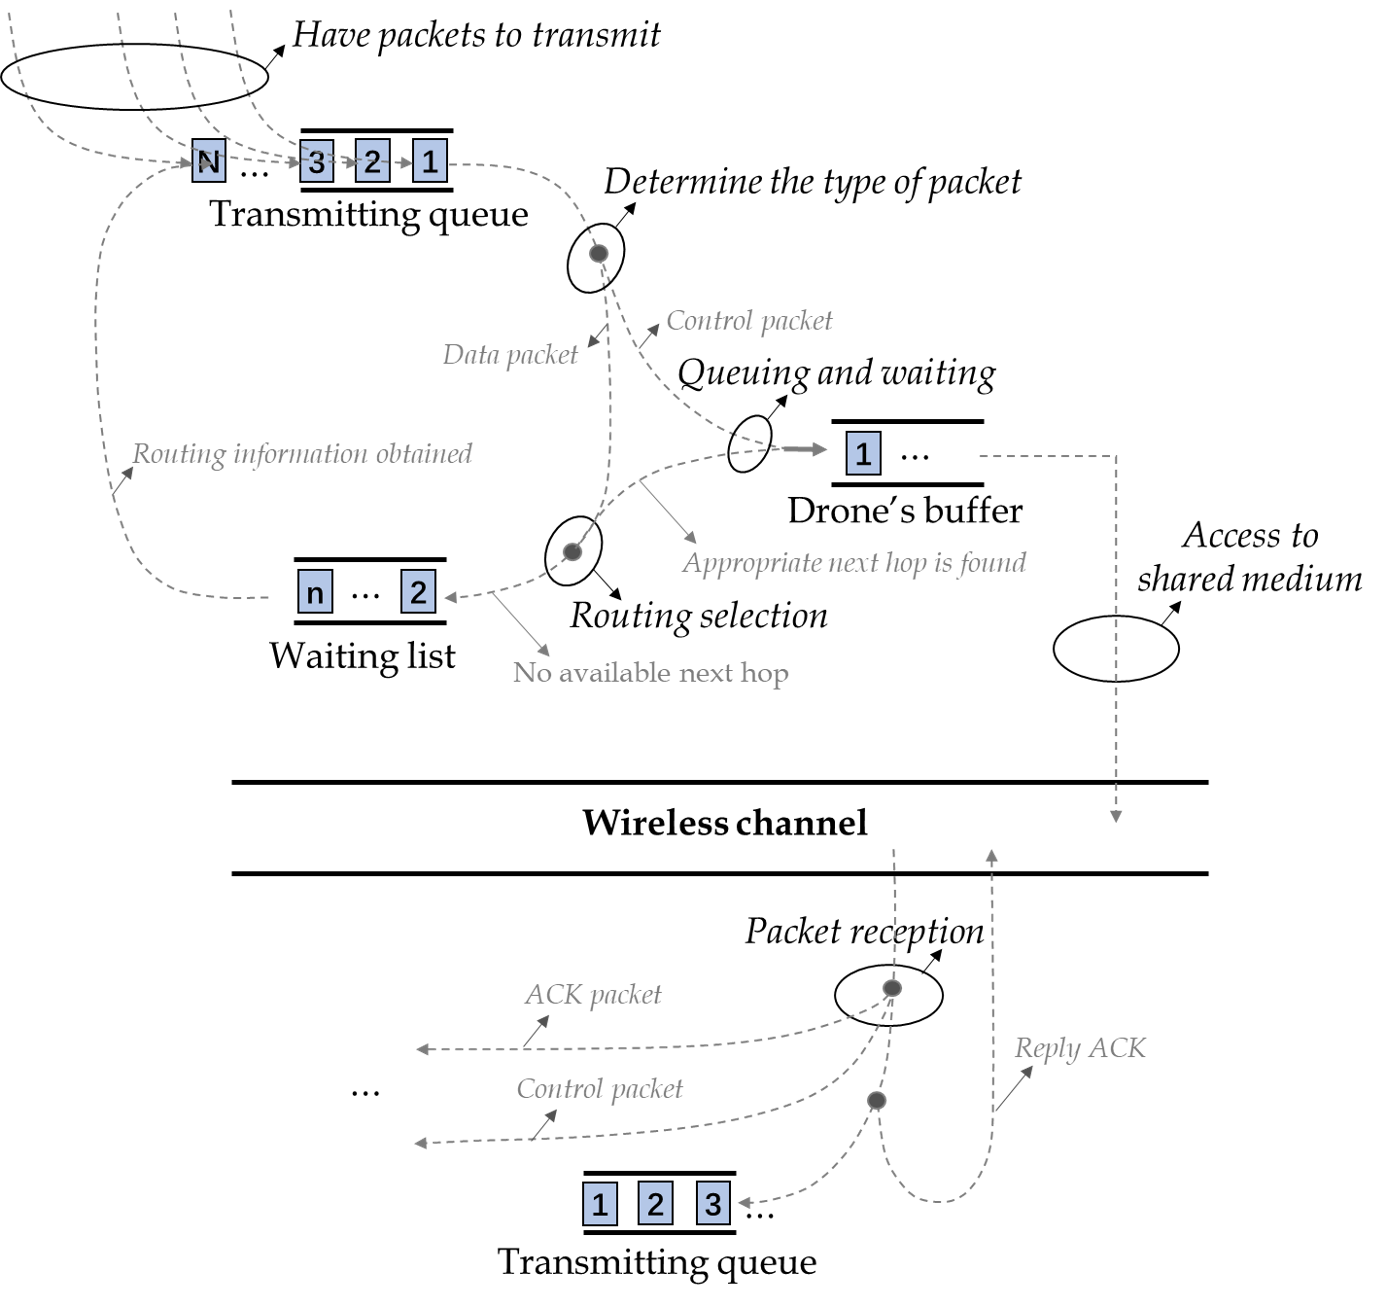 Have packets to transmit
N ... 3 2 1
Transmitting queue
Determine the type of packet
Control packet
Data packet
Queuing and waiting
1 ...
Drone's buffer
Routing information obtained
Appropriate next hop is found
Access to
shared medium
n ... 2
Waiting list
Routing selection
No available next hop
Wireless channel
Packet reception
ACK packet
Reply ACK
Control packet
...
1 2 3 ...
Transmitting queue